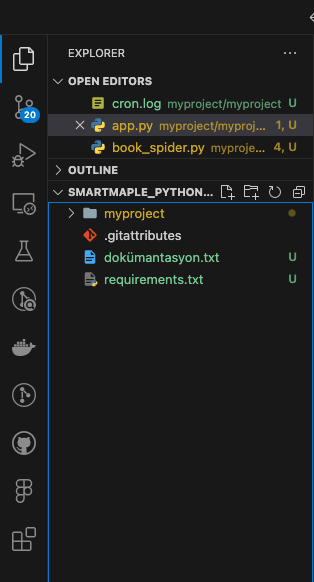 EXPLORER
OPEN EDITORS
cron.log myproject/myproject U
app.py myproject/myproj... 1, U
book_spider.py myproje... 4, U
OUTLINE
SMARTMAPLE_PYTHON...
myproject
.gitattributes
dokümantasyon.txt U
requirements.txt U
20